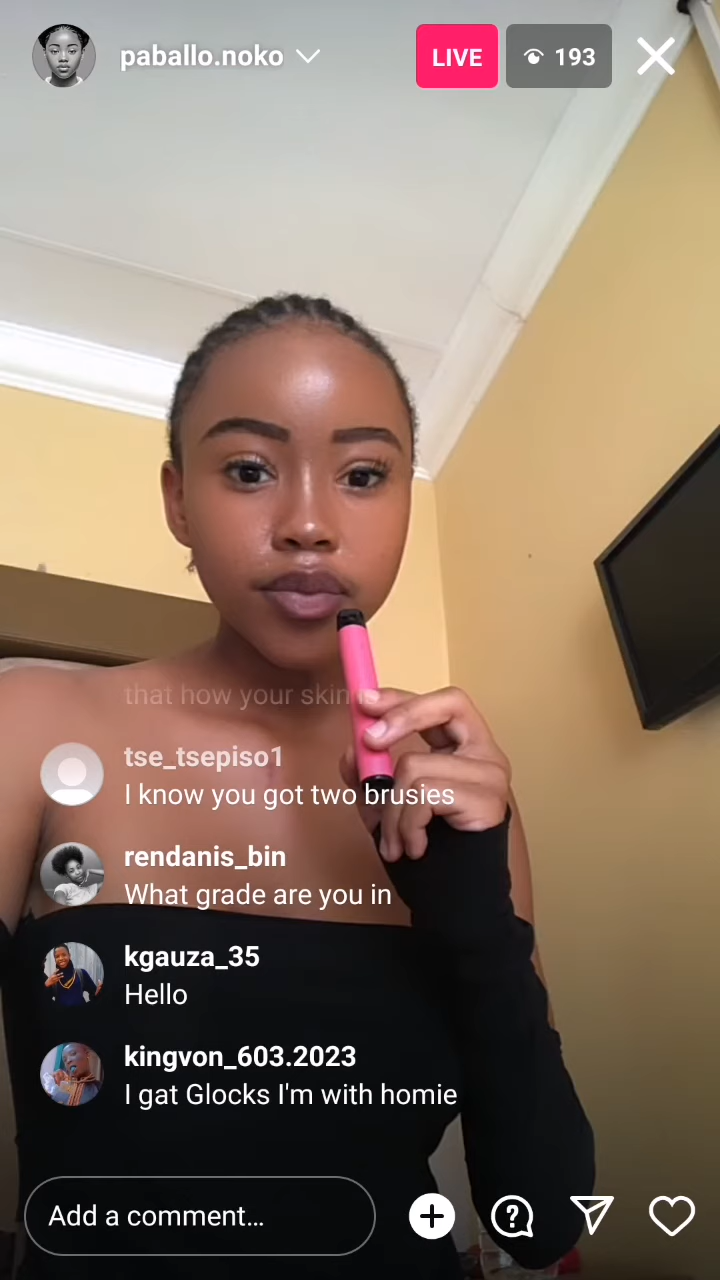 paballo.noko
LIVE
193
that how your skin is
tse_tsepiso1
I know you got two brusies
rendanis_bin
What grade are you in
kgauza_35
Hello
kingvon_603.2023
I gat Glocks I'm with homie
Add a comment...